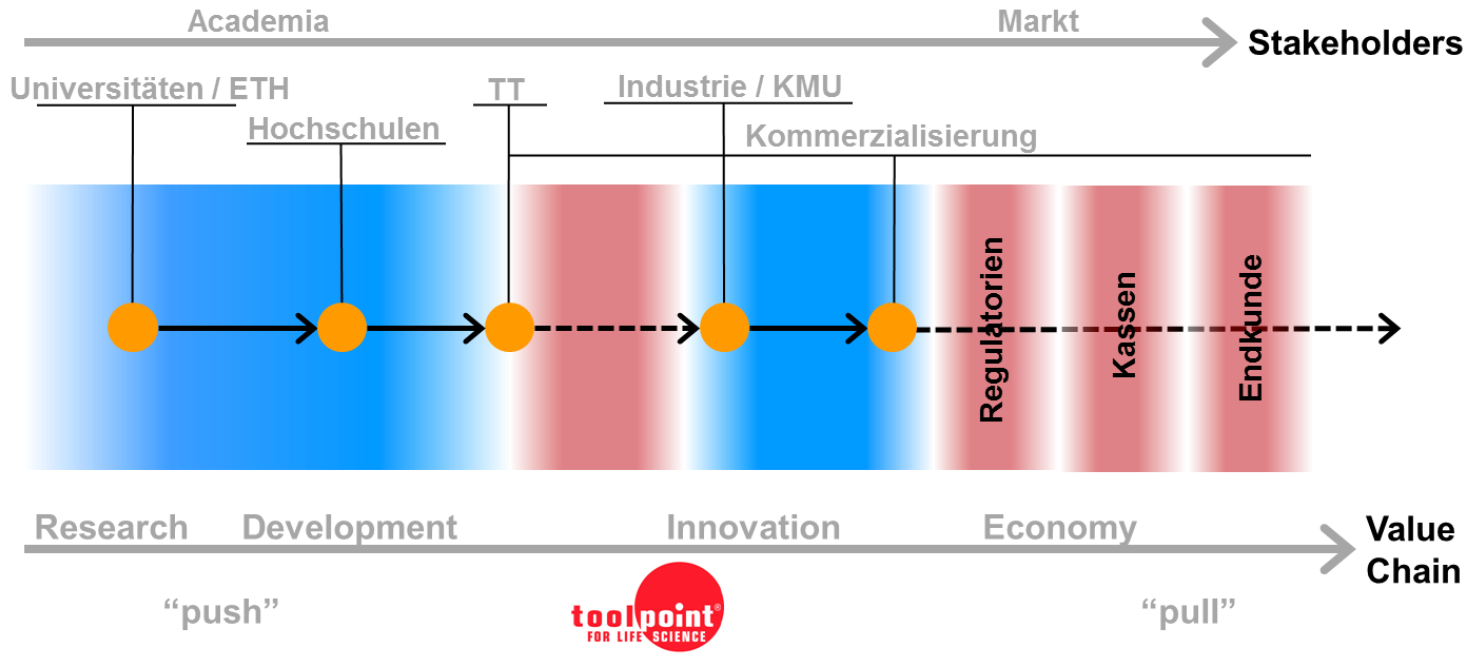 Academia
Markt
Stakeholders
Universitäten / ETH
TT
Industrie / KMU
Hochschulen
Kommerzialisierung
Regulatorien
Kassen
Endkunde
Research
Development
Innovation
Economy
Value
Chain
“push”
toolpoint®
FOR LIFE SCIENCE
“pull”